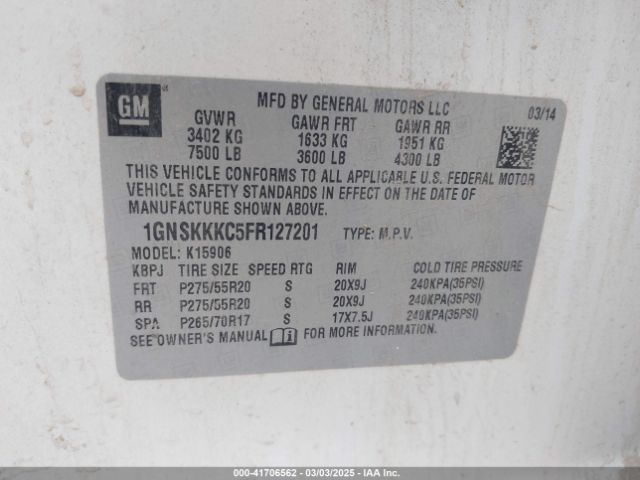 GM
MFD BY GENERAL MOTORS LLC 03/14
GVWR GAWR FRT GAWR RR
3402 KG 1633 KG 1951 KG
7500 LB 3600 LB 4300 LB
THIS VEHICLE CONFORMS TO ALL APPLICABLE U.S. FEDERAL MOTOR
VEHICLE SAFETY STANDARDS IN EFFECT ON THE DATE OF
MANUFACTURE SHOWN ABOVE.
1GNSKKKC5FR127201 TYPE: M.P.V.
MODEL: K15906
KBPJ TIRE SIZE SPEED RTG RIM COLD TIRE PRESSURE
FRT P275/55R20 S 20X9J 240KPA(35PSI)
RR P275/55R20 S 20X9J 240KPA(35PSI)
SPA P265/70R17 S 17X7.5J 240KPA(35PSI)
SEE OWNER'S MANUAL FOR MORE INFORMATION.
000-41706562 | 03/03/2025 - IAA Inc.